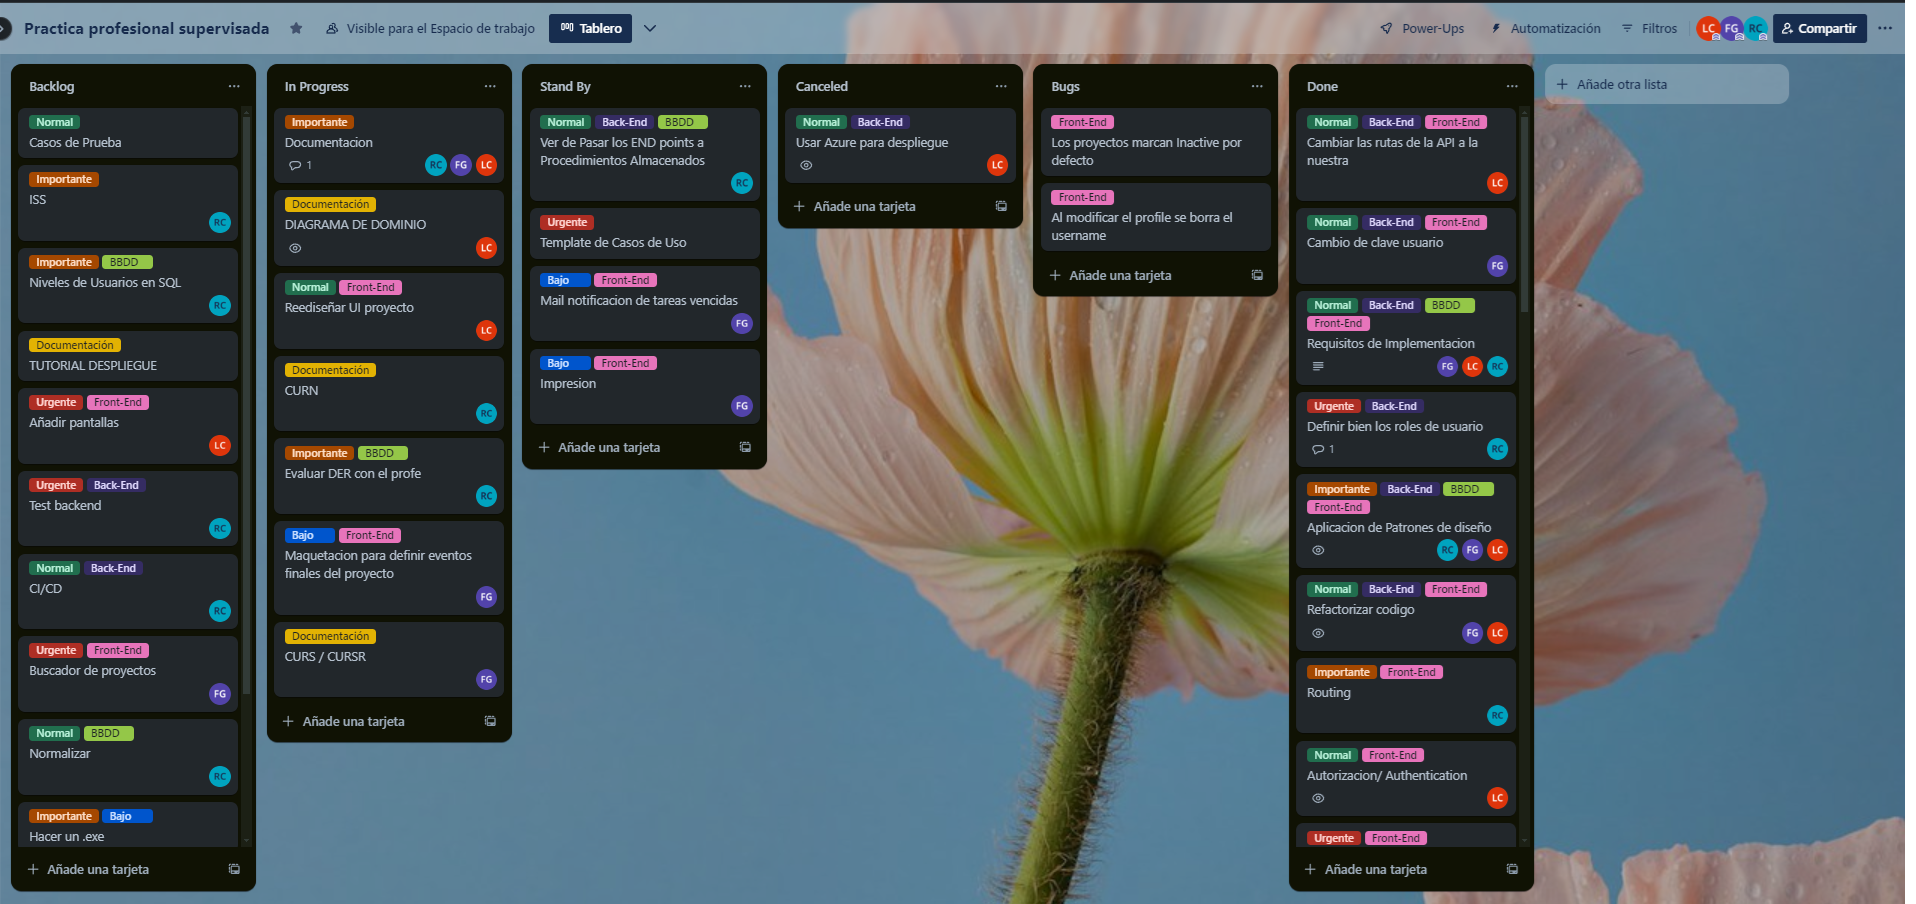 Practica profesional supervisada
Visible para el Espacio de trabajo
Tablero
Power-Ups
Automatización
Filtros
LC
FG
RC
Compartir
Backlog
Normal
Casos de Prueba
Importante
ISS
RC
Importante BBDD
Niveles de Usuarios en SQL
RC
Documentación
TUTORIAL DESPLIEGUE
Urgente Front-End
Añadir pantallas
LC
Urgente Back-End
Test backend
RC
Normal Back-End
CI/CD
RC
Urgente Front-End
Buscador de proyectos
FG
Normal BBDD
Normalizar
RC
Importante Bajo
Hacer un .exe
+ Añade una tarjeta
In Progress
Importante
Documentacion
1
RC FG LC
Documentación
DIAGRAMA DE DOMINIO
LC
Normal Front-End
Reediseñar UI proyecto
LC
Documentación
CURN
RC
Importante BBDD
Evaluar DER con el profe
RC
Bajo Front-End
Maquetacion para definir eventos
finales del proyecto
FG
Documentación
CURS / CURSR
FG
+ Añade una tarjeta
Stand By
Normal Back-End BBDD
Ver de Pasar los END points a
Procedimientos Almacenados
RC
Urgente
Template de Casos de Uso
Bajo Front-End
Mail notificacion de tareas vencidas
FG
Bajo Front-End
Impresion
FG
+ Añade una tarjeta
Canceled
Normal Back-End
Usar Azure para despliegue
LC
+ Añade una tarjeta
Bugs
Front-End
Los proyectos marcan Inactive por
defecto
Front-End
Al modificar el profile se borra el
username
+ Añade una tarjeta
Done
Normal Back-End Front-End
Cambiar las rutas de la API a la
nuestra
LC
Normal Back-End Front-End
Cambio de clave usuario
FG
Normal Back-End BBDD
Front-End
Requisitos de Implementacion
FG LC RC
Urgente Back-End
Definir bien los roles de usuario
1
RC
Importante Back-End BBDD
Front-End
Aplicacion de Patrones de diseño
RC FG LC
Normal Back-End Front-End
Refactorizar codigo
FG LC
Importante Front-End
Routing
RC
Normal Front-End
Autorizacion/ Authentication
LC
Urgente Front-End
+ Añade una tarjeta
+ Añade otra lista